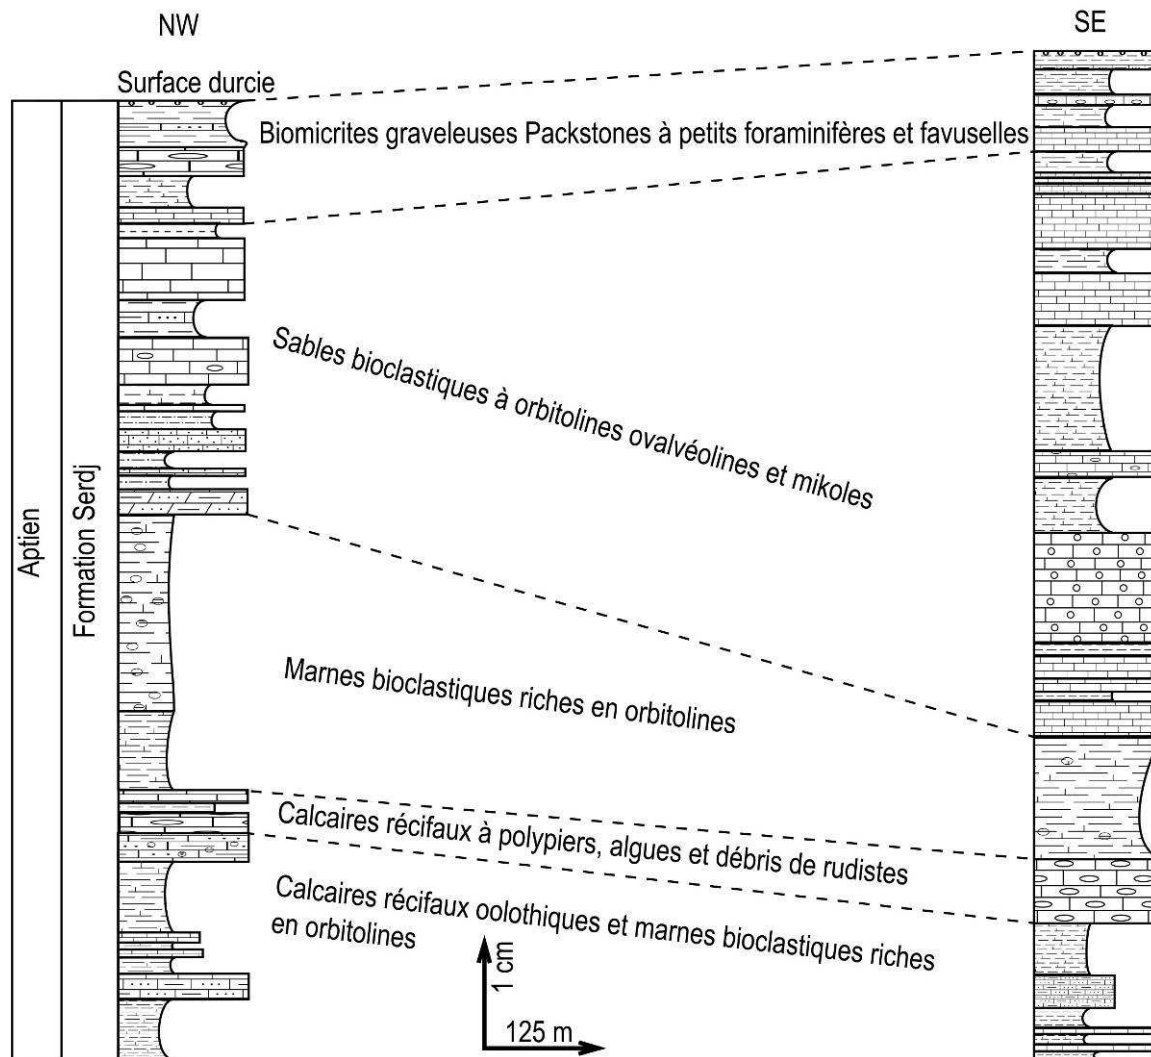 NW
SE
Surface durcie
Biomicrites graveleuses Packstones à petits foraminifères et favuselles
Sables bioclastiques à orbitolines ovalvéolines et mikoles
Aptien
Formation Serdj
Marnes bioclastiques riches en orbitolines
Calcaires récifaux à polypiers, algues et débris de rudistes
Calcaires récifaux oolothiques et marnes bioclastiques riches
en orbitolines
1 cm
125 m